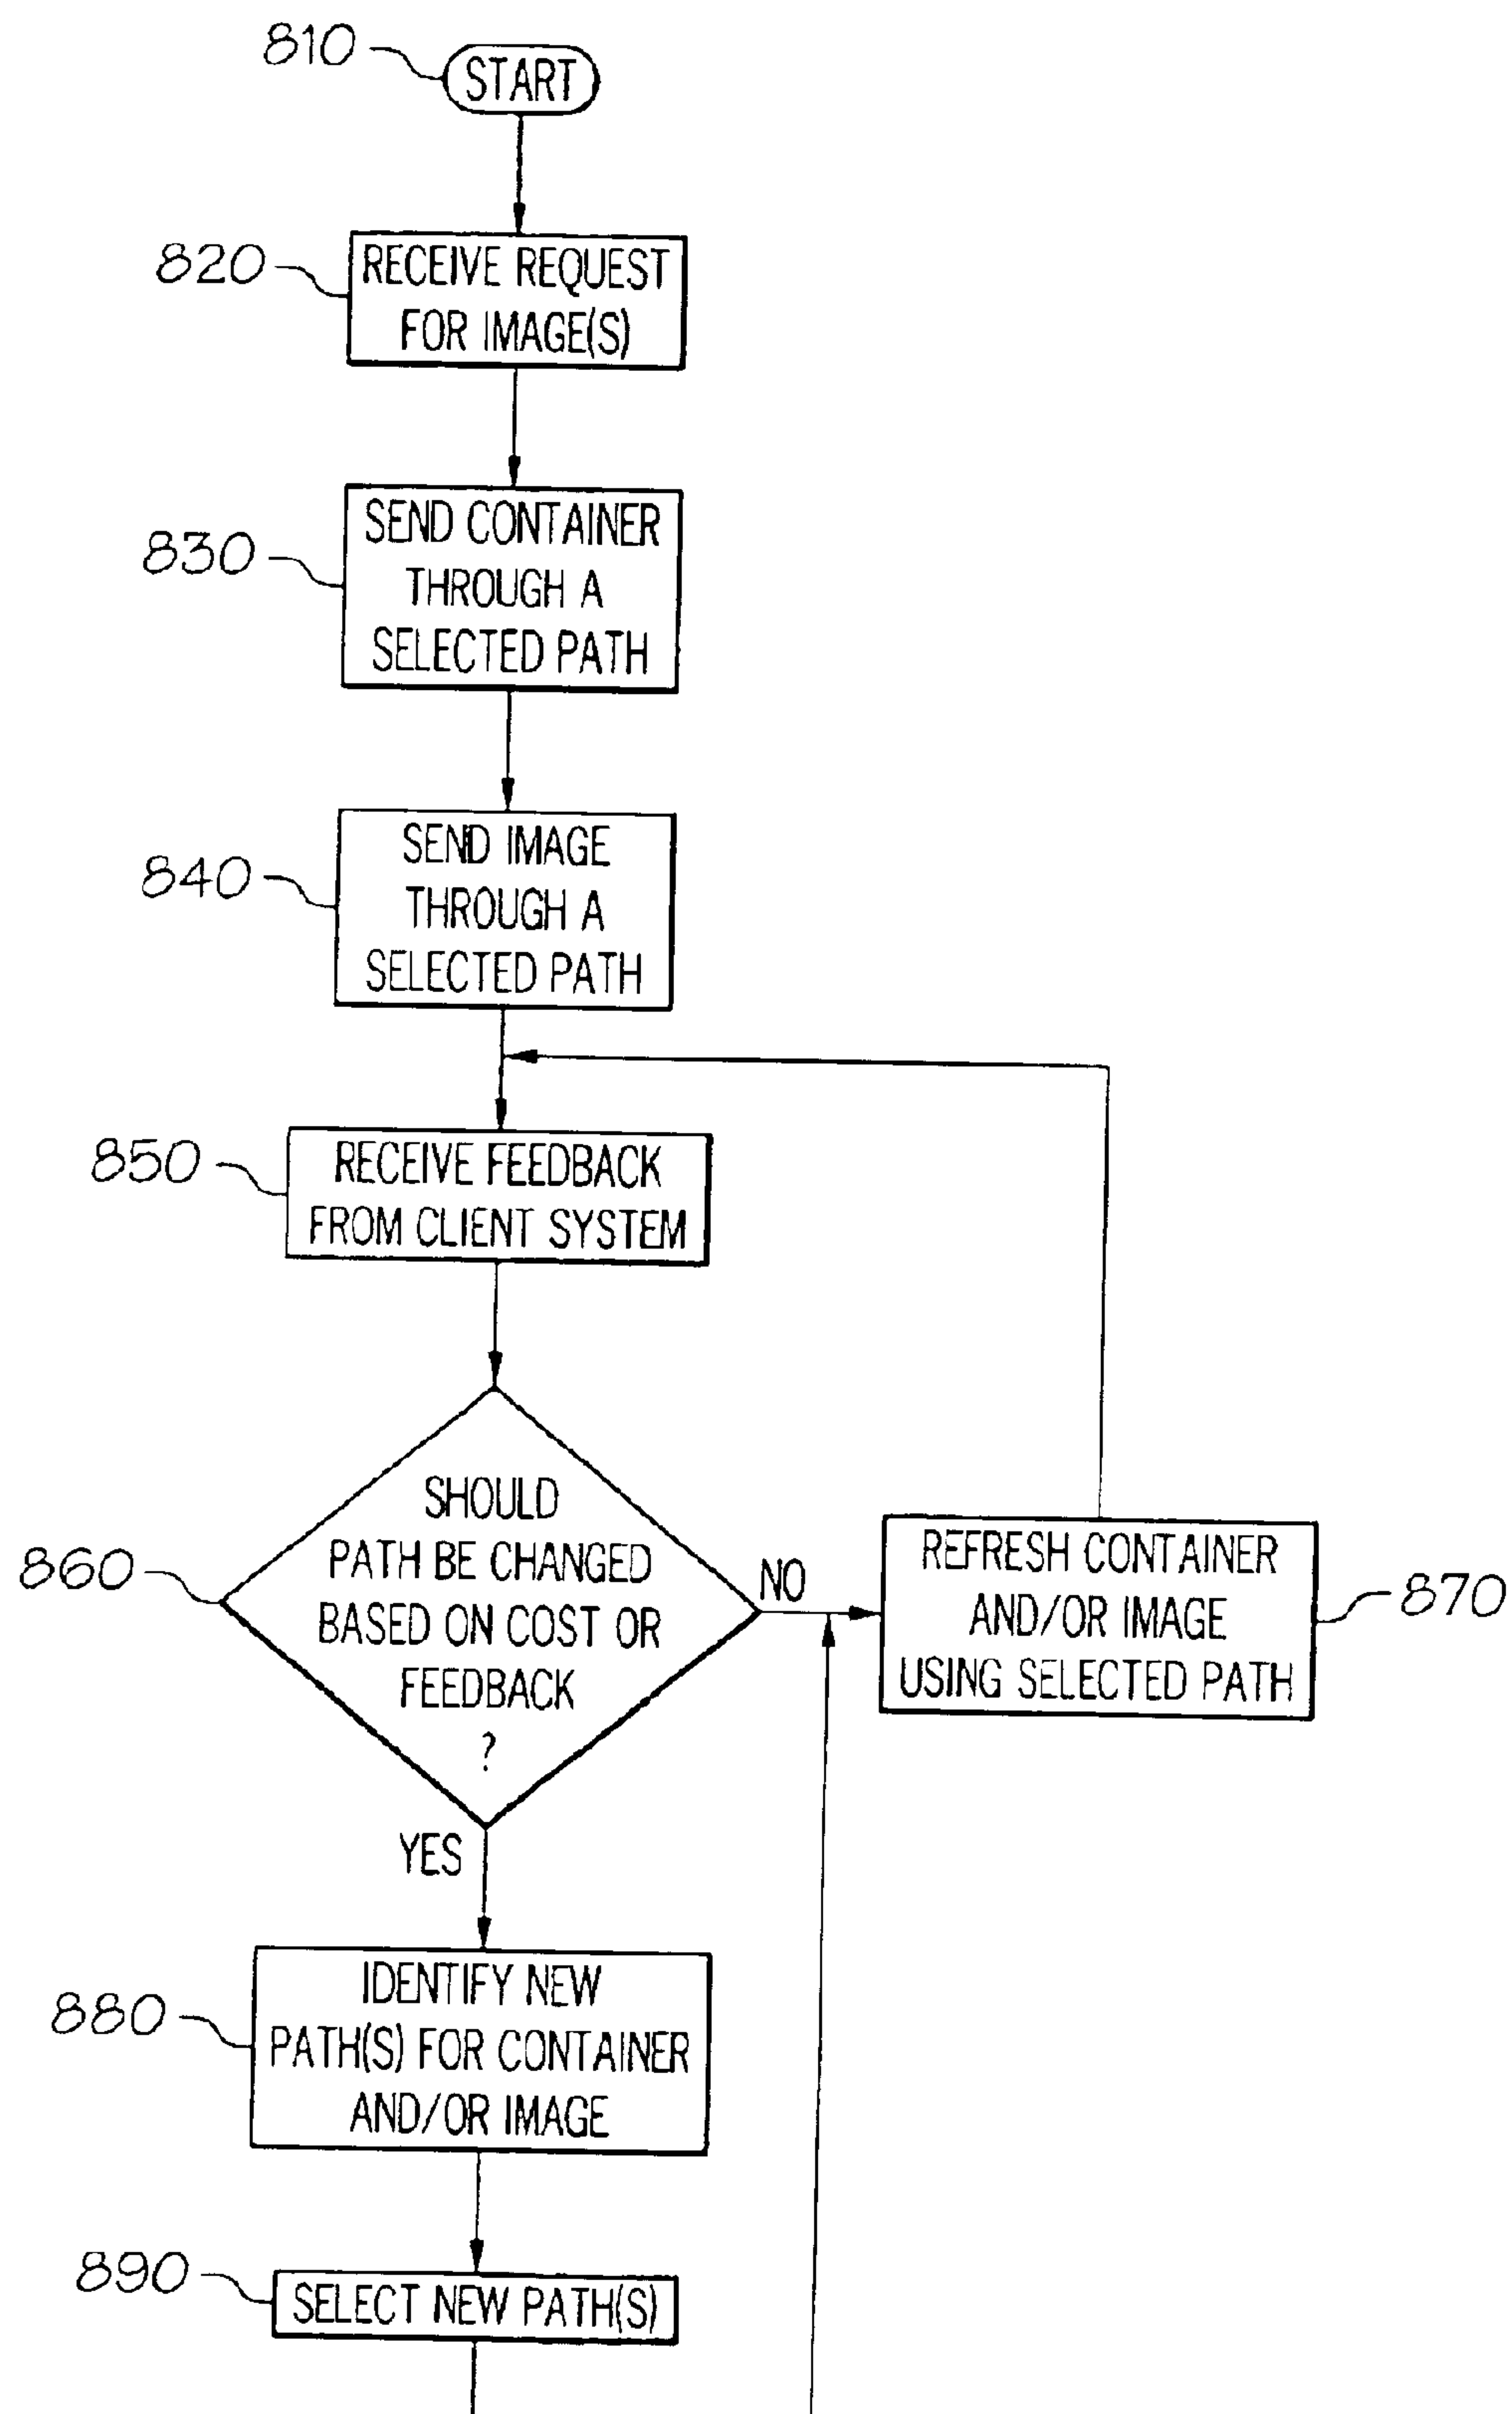 810
START
820
RECEIVE REQUEST
FOR IMAGE(S)
830
SEND CONTAINER
THROUGH A
SELECTED PATH
840
SEND IMAGE
THROUGH A
SELECTED PATH
850
RECEIVE FEEDBACK
FROM CLIENT SYSTEM
860
SHOULD
PATH BE CHANGED
BASED ON COST OR
FEEDBACK
?
NO
REFRESH CONTAINER
AND/OR IMAGE
USING SELECTED PATH
870
YES
880
IDENTIFY NEW
PATH(S) FOR CONTAINER
AND/OR IMAGE
890
SELECT NEW PATH(S)